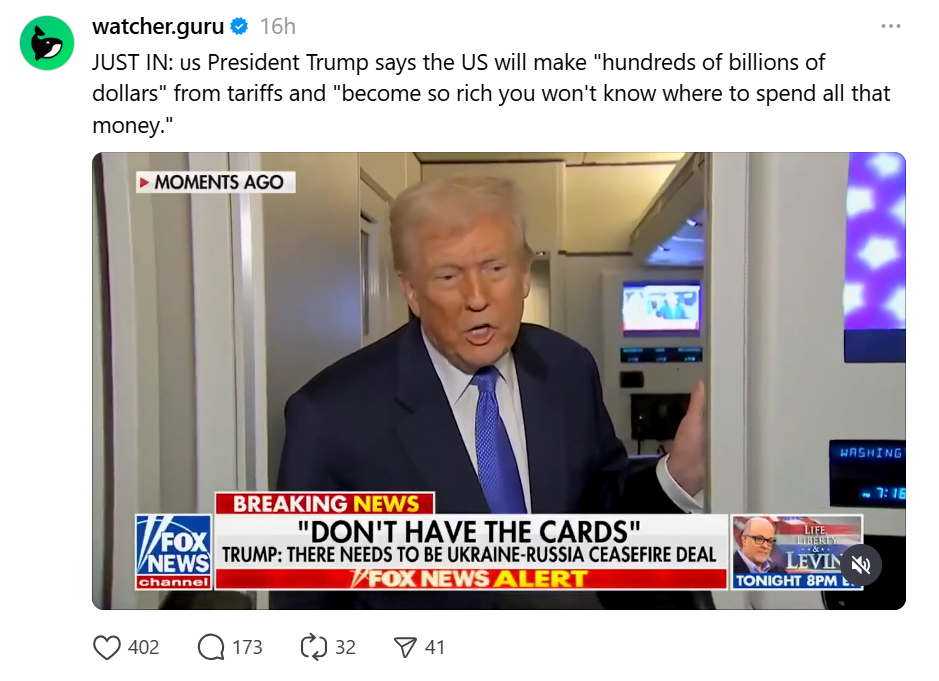 watcher.guru 16h
JUST IN: us President Trump says the US will make "hundreds of billions of
dollars" from tariffs and "become so rich you won't know where to spend all that
money."
MOMENTS AGO
WASHING
7:16
BREAKING NEWS
"DON'T HAVE THE CARDS"
TRUMP: THERE NEEDS TO BE UKRAINE-RUSSIA CEASEFIRE DEAL
FOX NEWS ALERT
FOX
NEWS
channel
LIFE,
LIBERTY
&
LEVIN
TONIGHT 8PM
402 173 32 41